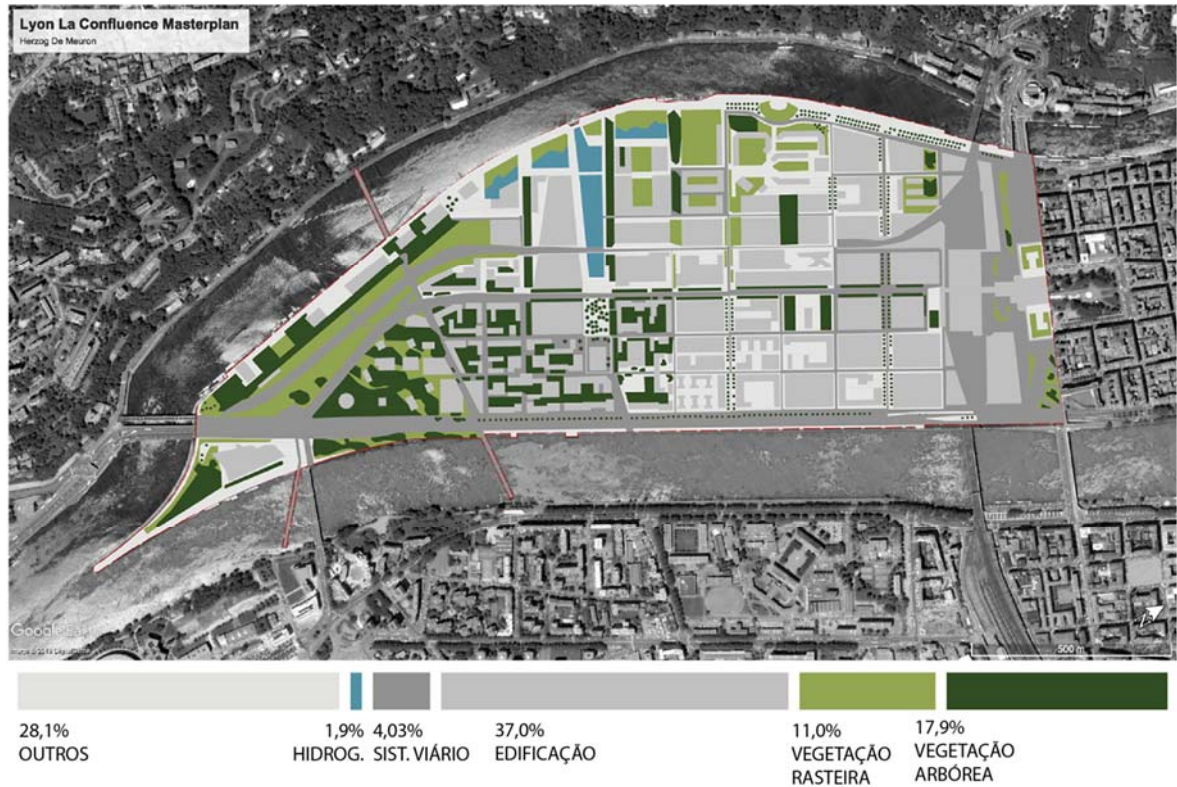 Lyon La Confluence Masterplan
Herzog De Meuron
Google Earth
500 m
28,1%
OUTROS
1,9%
HIDROG.
4,03%
SIST. VIÁRIO
37,0%
EDIFICAÇÃO
11,0%
VEGETAÇÃO
RASTEIRA
17,9%
VEGETAÇÃO
ARBÓREA